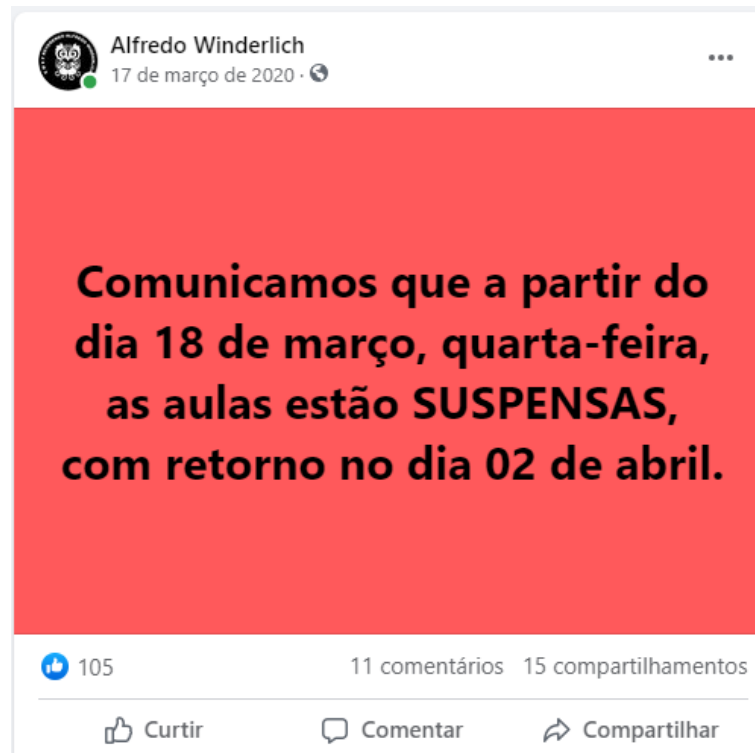 Alfredo Winderlich
17 de março de 2020 ·
Comunicamos que a partir do
dia 18 de março, quarta-feira,
as aulas estão SUSPENSAS,
com retorno no dia 02 de abril.
105 11 comentários 15 compartilhamentos
Curtir Comentar Compartilhar